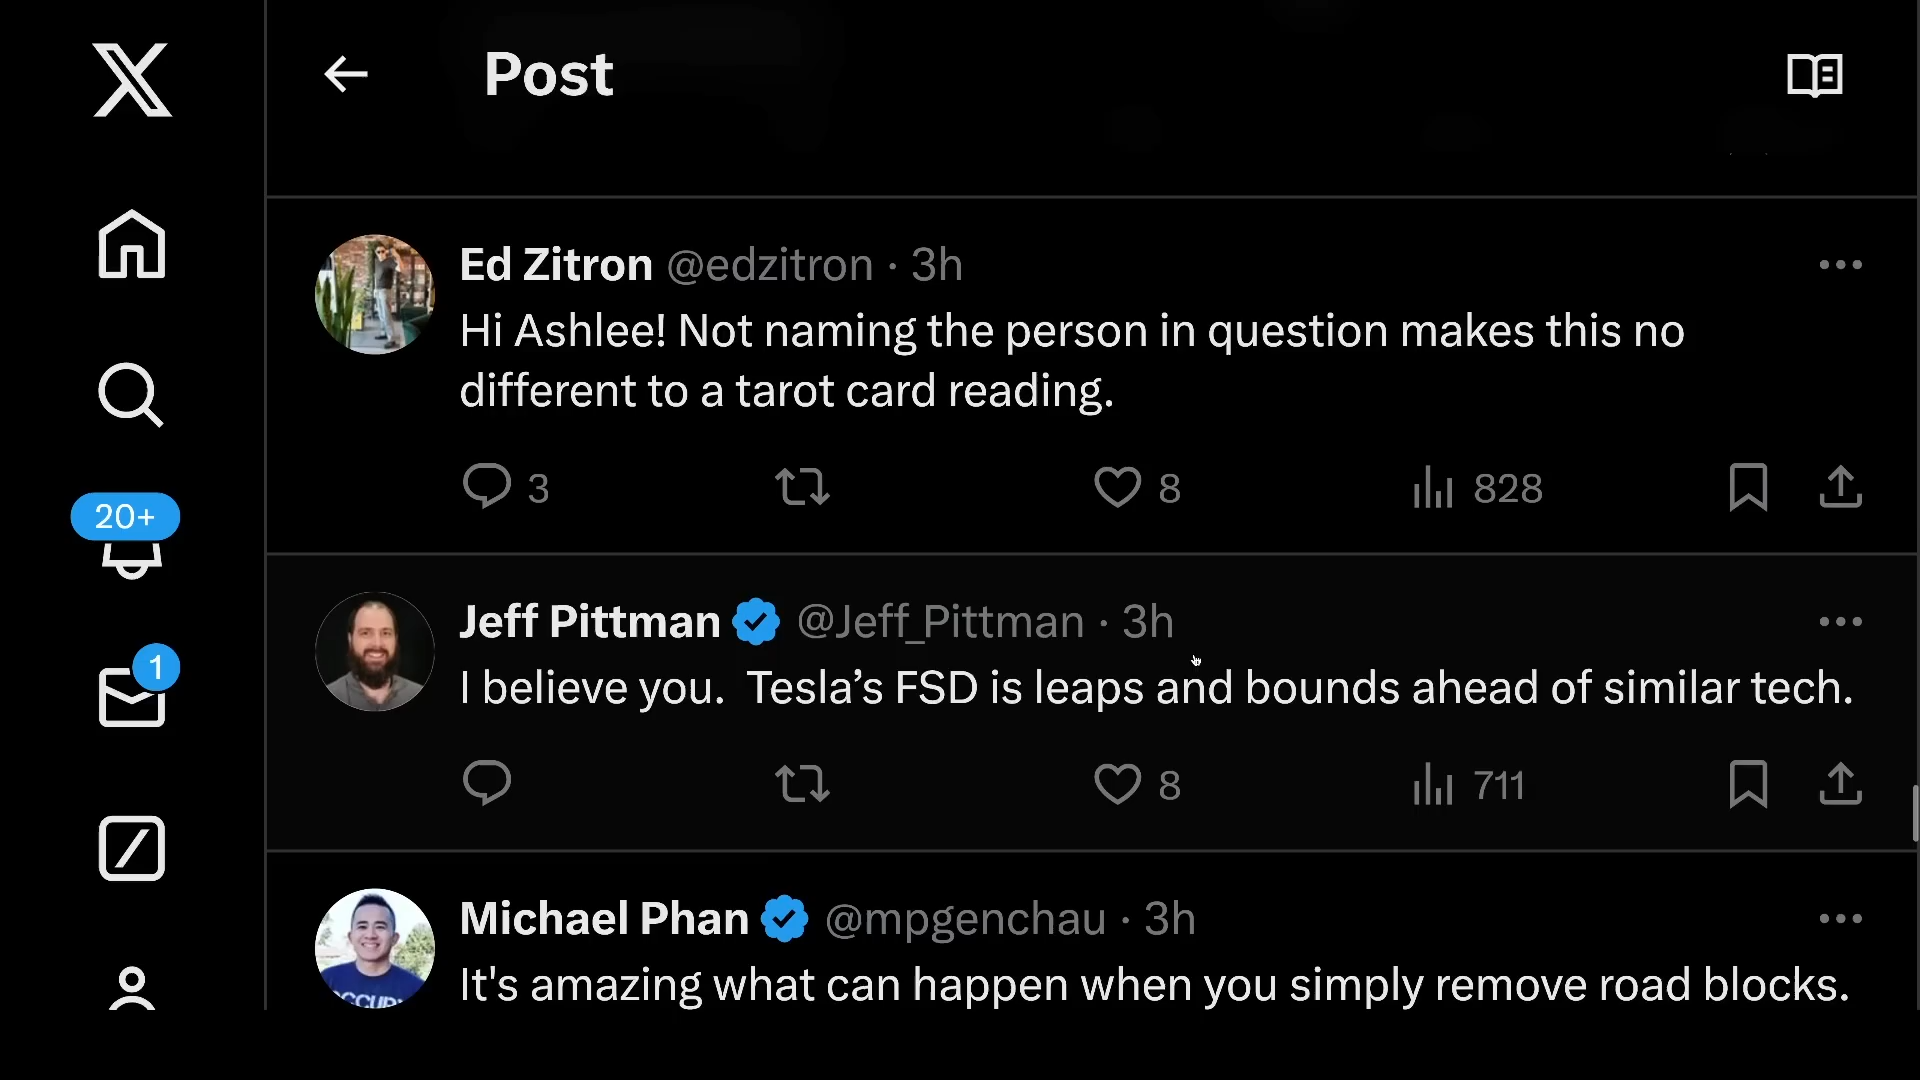 Post
Ed Zitron @edzitron · 3h
Hi Ashlee! Not naming the person in question makes this no
different to a tarot card reading.
3 8 828
20+
Jeff Pittman @Jeff_Pittman · 3h
I believe you.  Tesla’s FSD is leaps and bounds ahead of similar tech.
1
8 711
Michael Phan @mpgenchau · 3h
It's amazing what can happen when you simply remove road blocks.